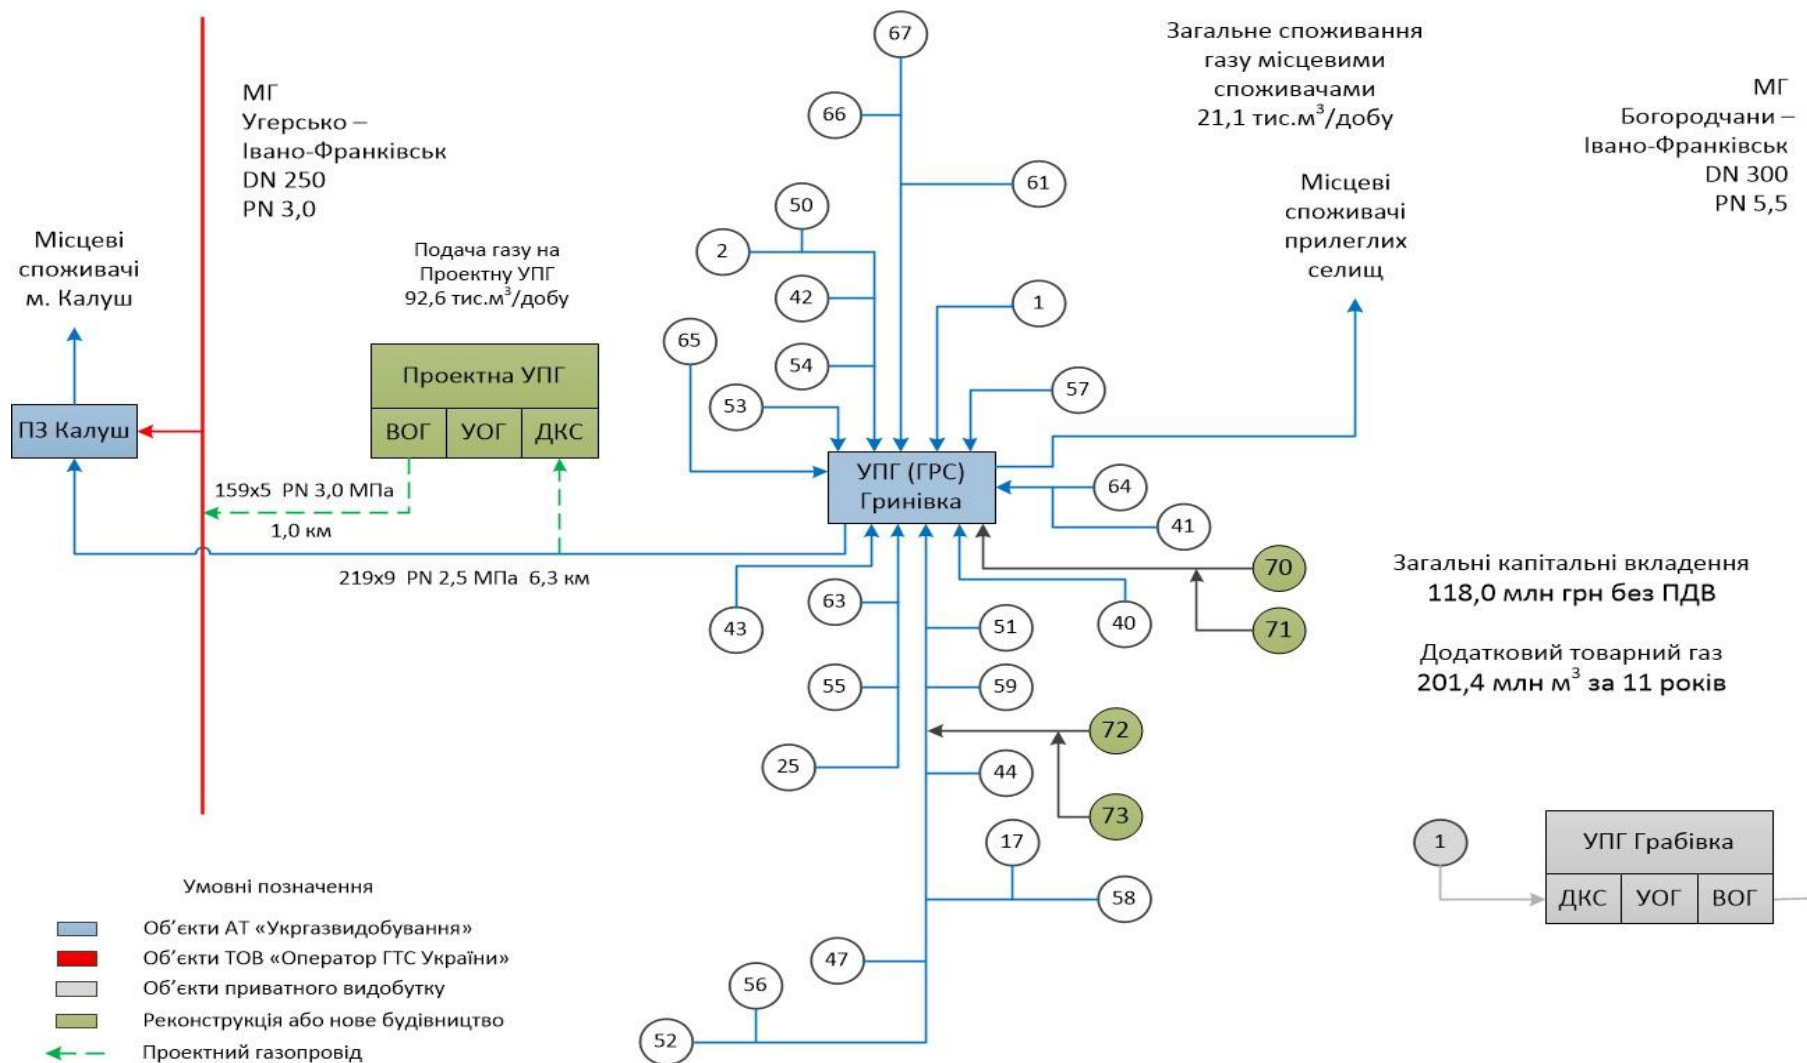 67
Загальне споживання
газу місцевими
споживачами
21,1 тис.м³/добу
МГ
Угерсько –
Івано-Франківськ
DN 250
PN 3,0
МГ
Богородчани –
Івано-Франківськ
DN 300
PN 5,5
66
61
50
2
Місцеві
споживачі
прилеглих
селищ
Місцеві
споживачі
м. Калуш
Подача газу на
Проектну УПГ
92,6 тис.м³/добу
42
1
65
54
57
53
Проектна УПГ
ВОГ
УОГ
ДКС
ПЗ Калуш
УПГ (ГРС)
Гринівка
64
41
159х5 PN 3,0 МПа
1,0 км
219х9 PN 2,5 МПа 6,3 км
70
71
43
63
51
40
55
59
72
25
44
73
Загальні капітальні вкладення
118,0 млн грн без ПДВ
Додатковий товарний газ
201,4 млн м³ за 11 років
17
58
47
56
52
1
УПГ Грабівка
ДКС
УОГ
ВОГ
Умовні позначення
Об’єкти АТ «Укргазвидобування»
Об’єкти ТОВ «Оператор ГТС України»
Об’єкти приватного видобутку
Реконструкція або нове будівництво
Проектний газопровід